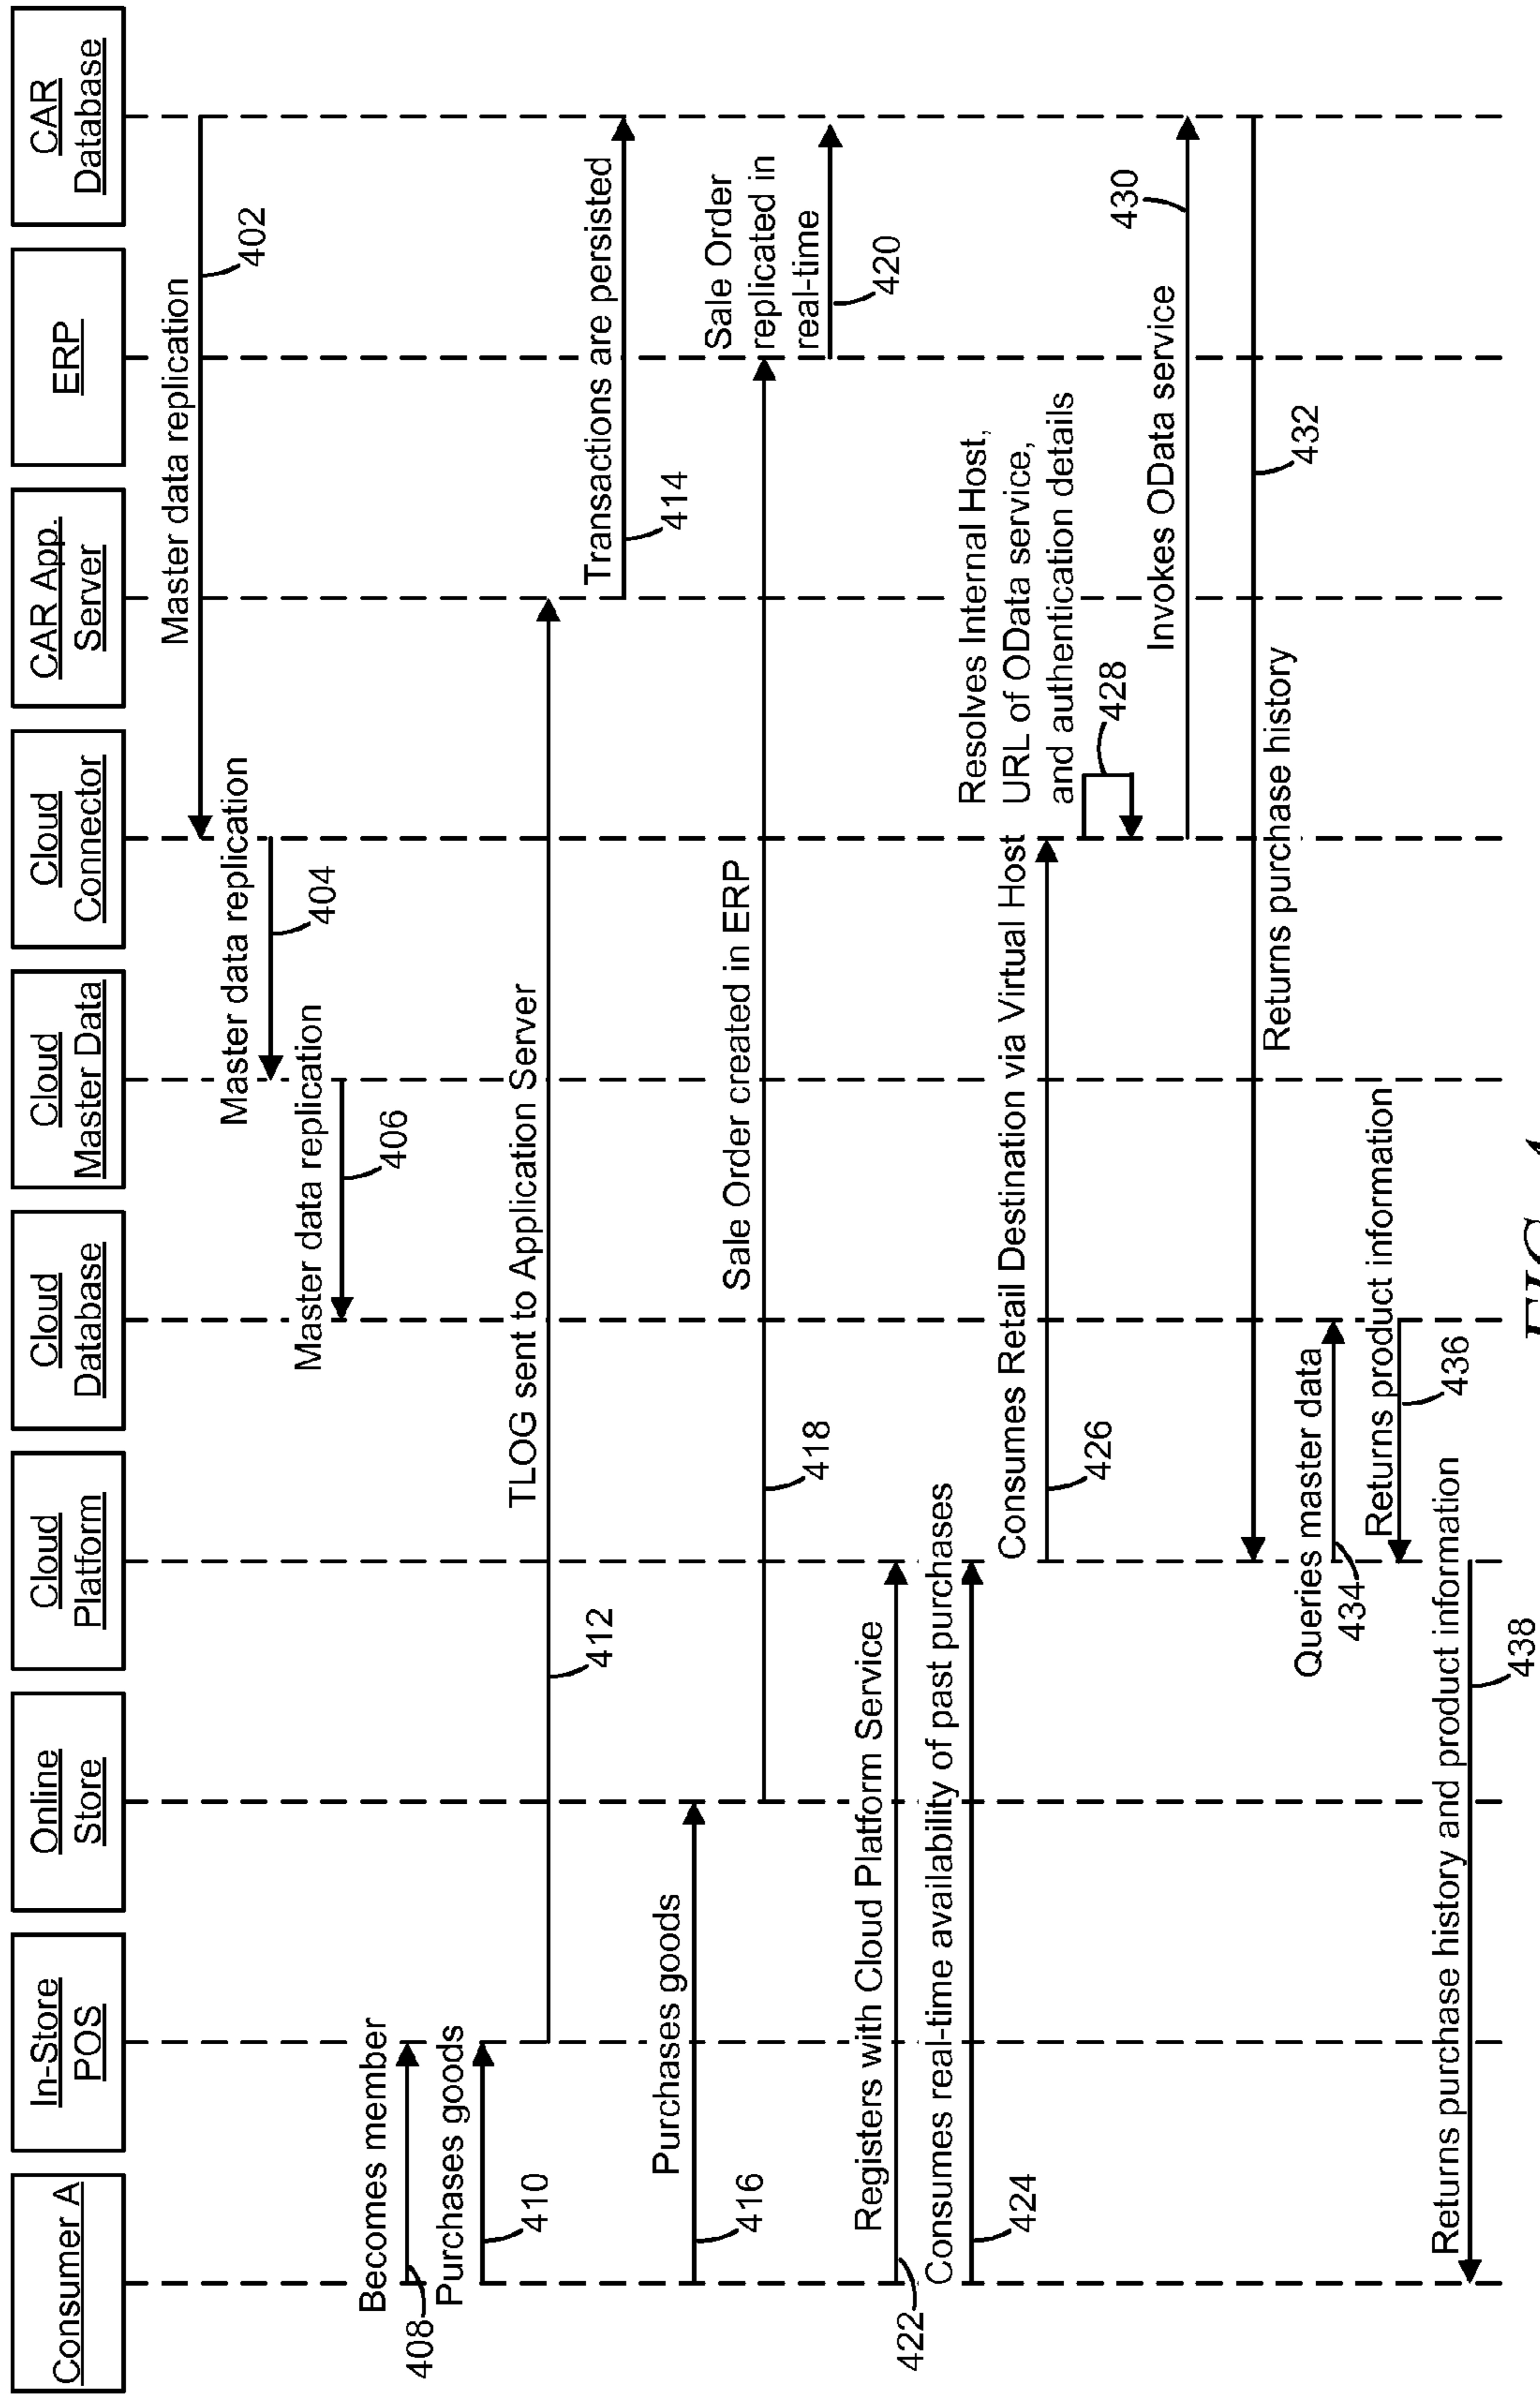 Consumer A
In-Store
POS
Online
Store
Cloud
Platform
Cloud
Database
Cloud
Master Data
Cloud
Connector
CAR App.
Server
ERP
CAR
Database
Master data replication
402
Master data replication
404
Master data replication
406
Becomes member
408
Purchases goods
410
TLOG sent to Application Server
412
Transactions are persisted
414
Purchases goods
416
Sale Order created in ERP
418
Sale Order
replicated in
real-time
420
Registers with Cloud Platform Service
422
Consumes real-time availability of past purchases
424
Consumes Retail Destination via Virtual Host
426
Resolves Internal Host,
URL of OData service,
and authentication details
428
Invokes OData service
430
Returns purchase history
432
Queries master data
434
Returns product information
436
Returns purchase history and product information
438